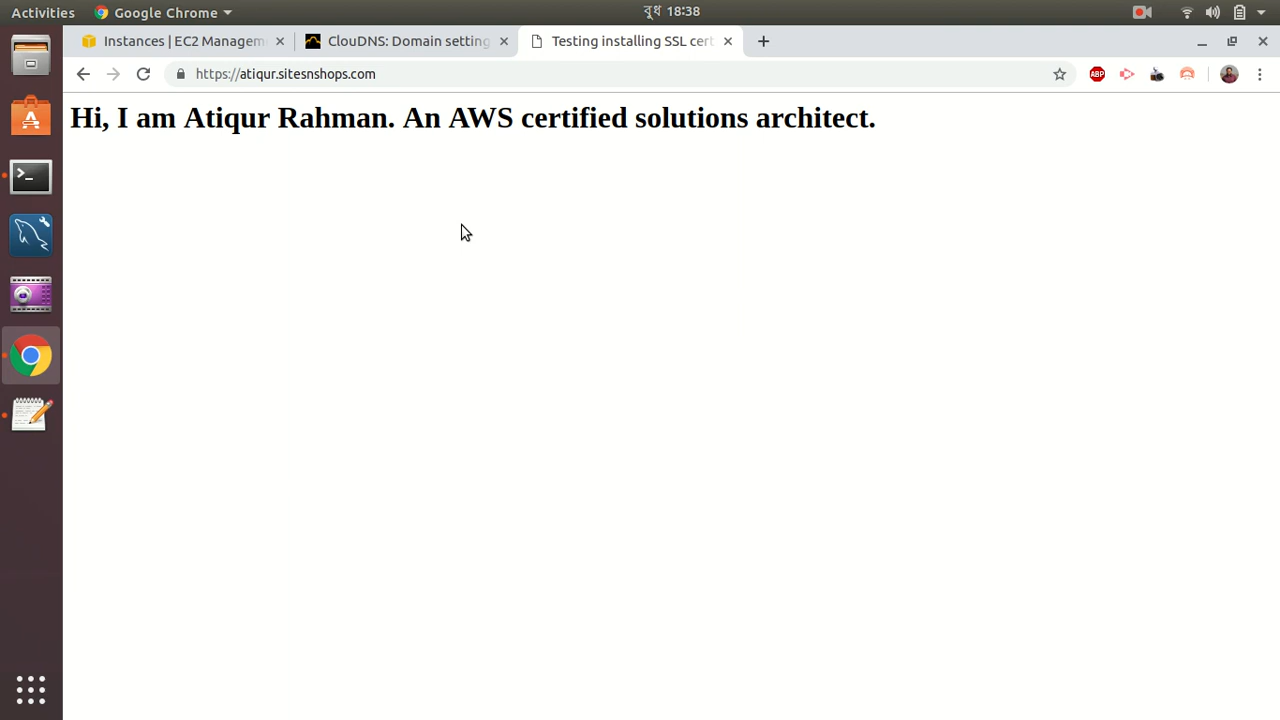 Activities Google Chrome বুধ 18:38
Instances | EC2 Managem ClouDNS: Domain setting Testing installing SSL cert
https://atiqur.sitesnshops.com ABP
Hi, I am Atiqur Rahman. An AWS certified solutions architect.